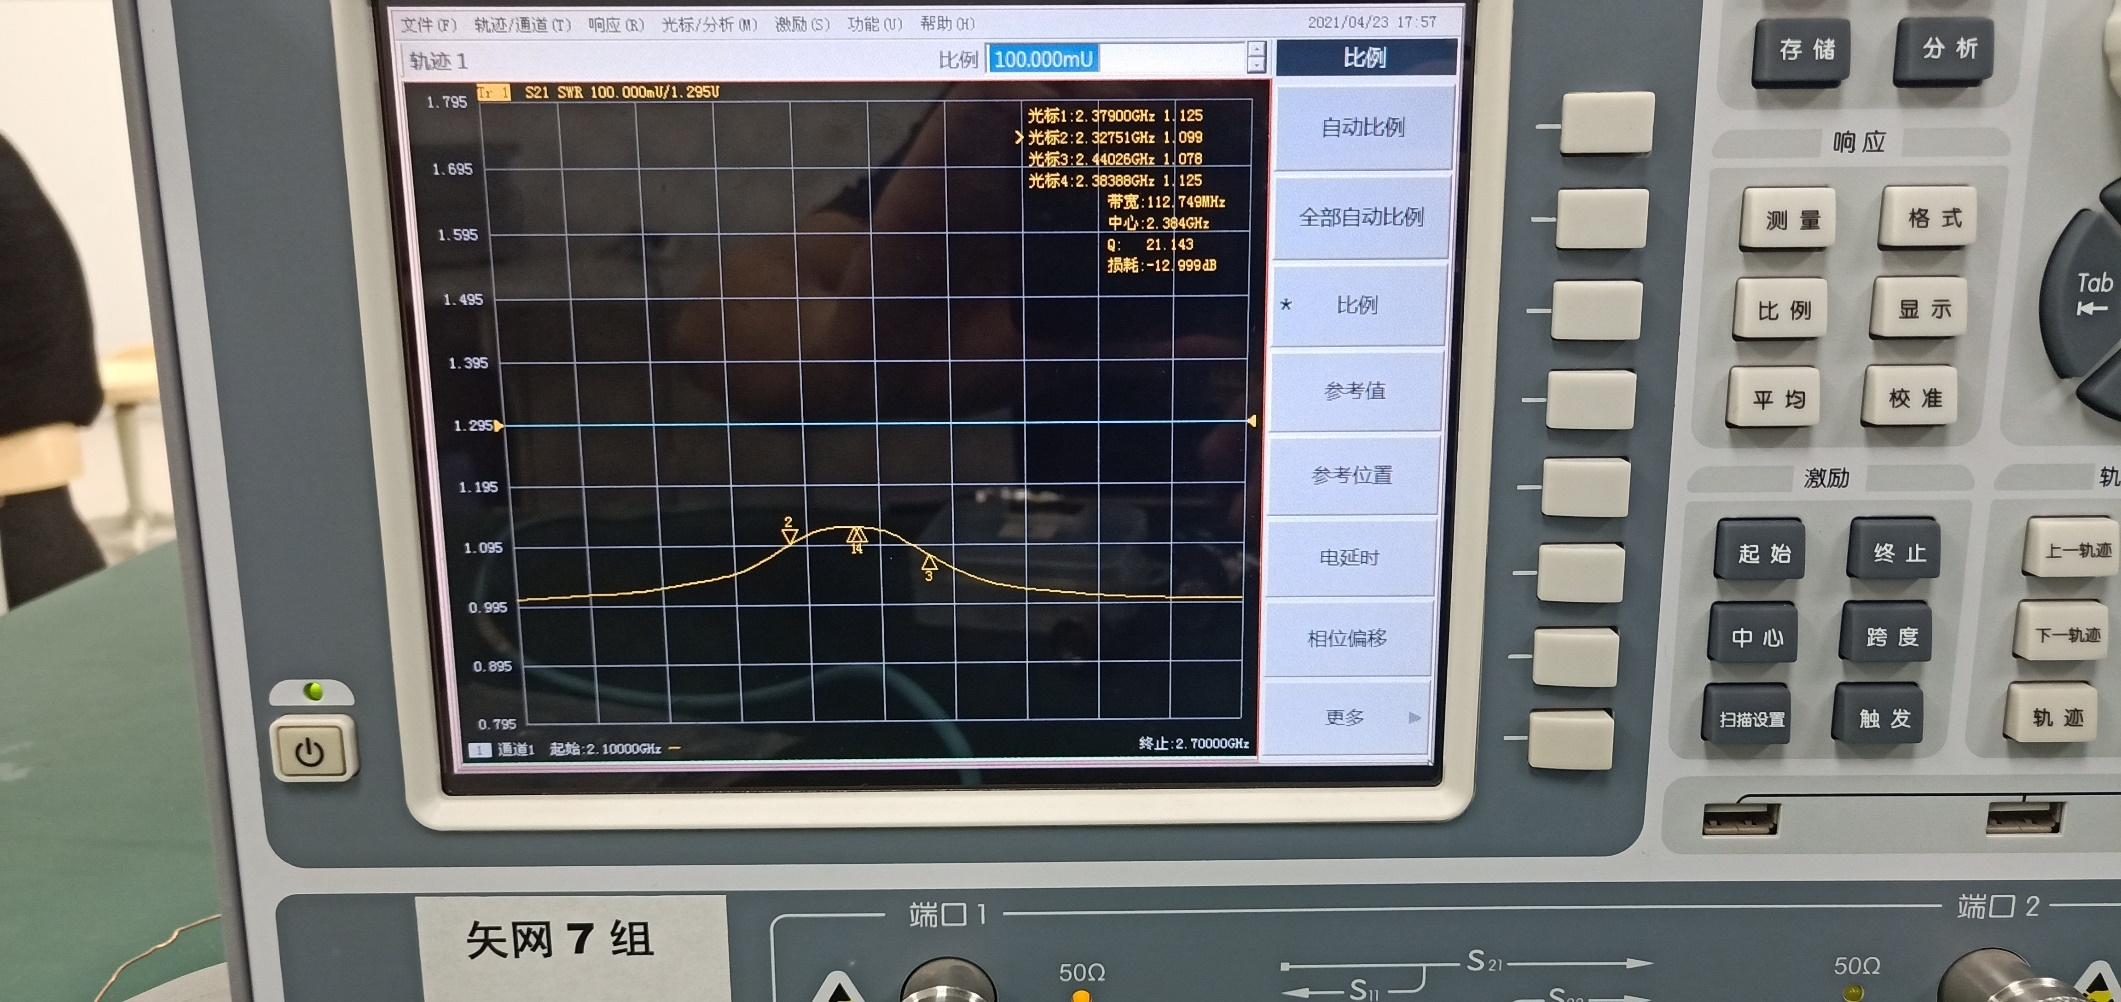 文件(F) 轨迹/通道(T) 响应(R) 光标/分析(M) 激励(S) 功能(U) 帮助(H) 2021/04/23 17:57
轨迹 1 比例 100.000mU 比例
Tr 1 S21 SWR 100.000mU/1.295U
1.795
1.695
1.595
1.495
1.395
1.295
1.195
1.095
0.995
0.895
0.795
光标1:2.37900GHz 1.125
>光标2:2.32751GHz 1.099
光标3:2.44026GHz 1.078
光标4:2.38388GHz 1.125
带宽:112.749MHz
中心:2.384GHz
Q: 21.143
损耗:-12.999dB
2
14
3
1 通道1 起始:2.10000GHz
终止:2.70000GHz
自动比例
全部自动比例
* 比例
参考值
参考位置
电延时
相位偏移
更多
存储 分析
响应
测量 格式
比例 显示
平均 校准
Tab
激励
轨
起始 终止
中心 跨度
扫描设置 触发
上一轨迹
下一轨迹
轨迹
矢网 7 组
端口 1
端口 2
50Ω
S21
S11
50Ω